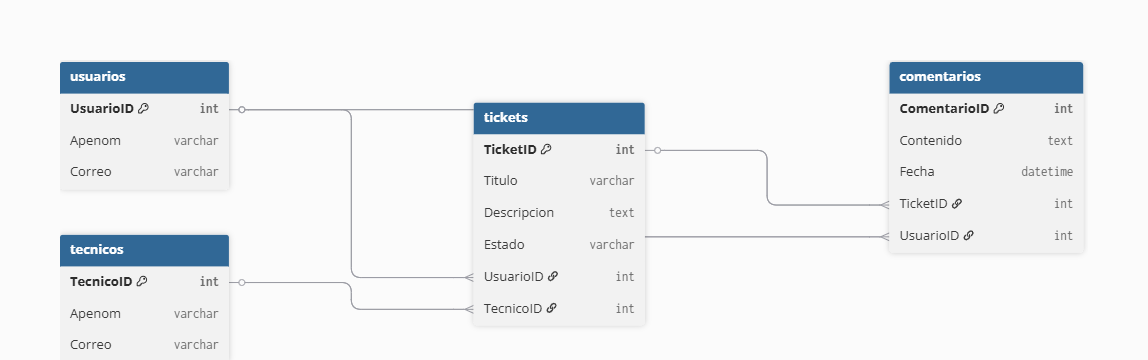 usuarios
UsuarioID int
Apenom varchar
Correo varchar
tecnicos
TecnicoID int
Apenom varchar
Correo varchar
tickets
TicketID int
Titulo varchar
Descripcion text
Estado varchar
UsuarioID int
TecnicoID int
comentarios
ComentarioID int
Contenido text
Fecha datetime
TicketID int
UsuarioID int